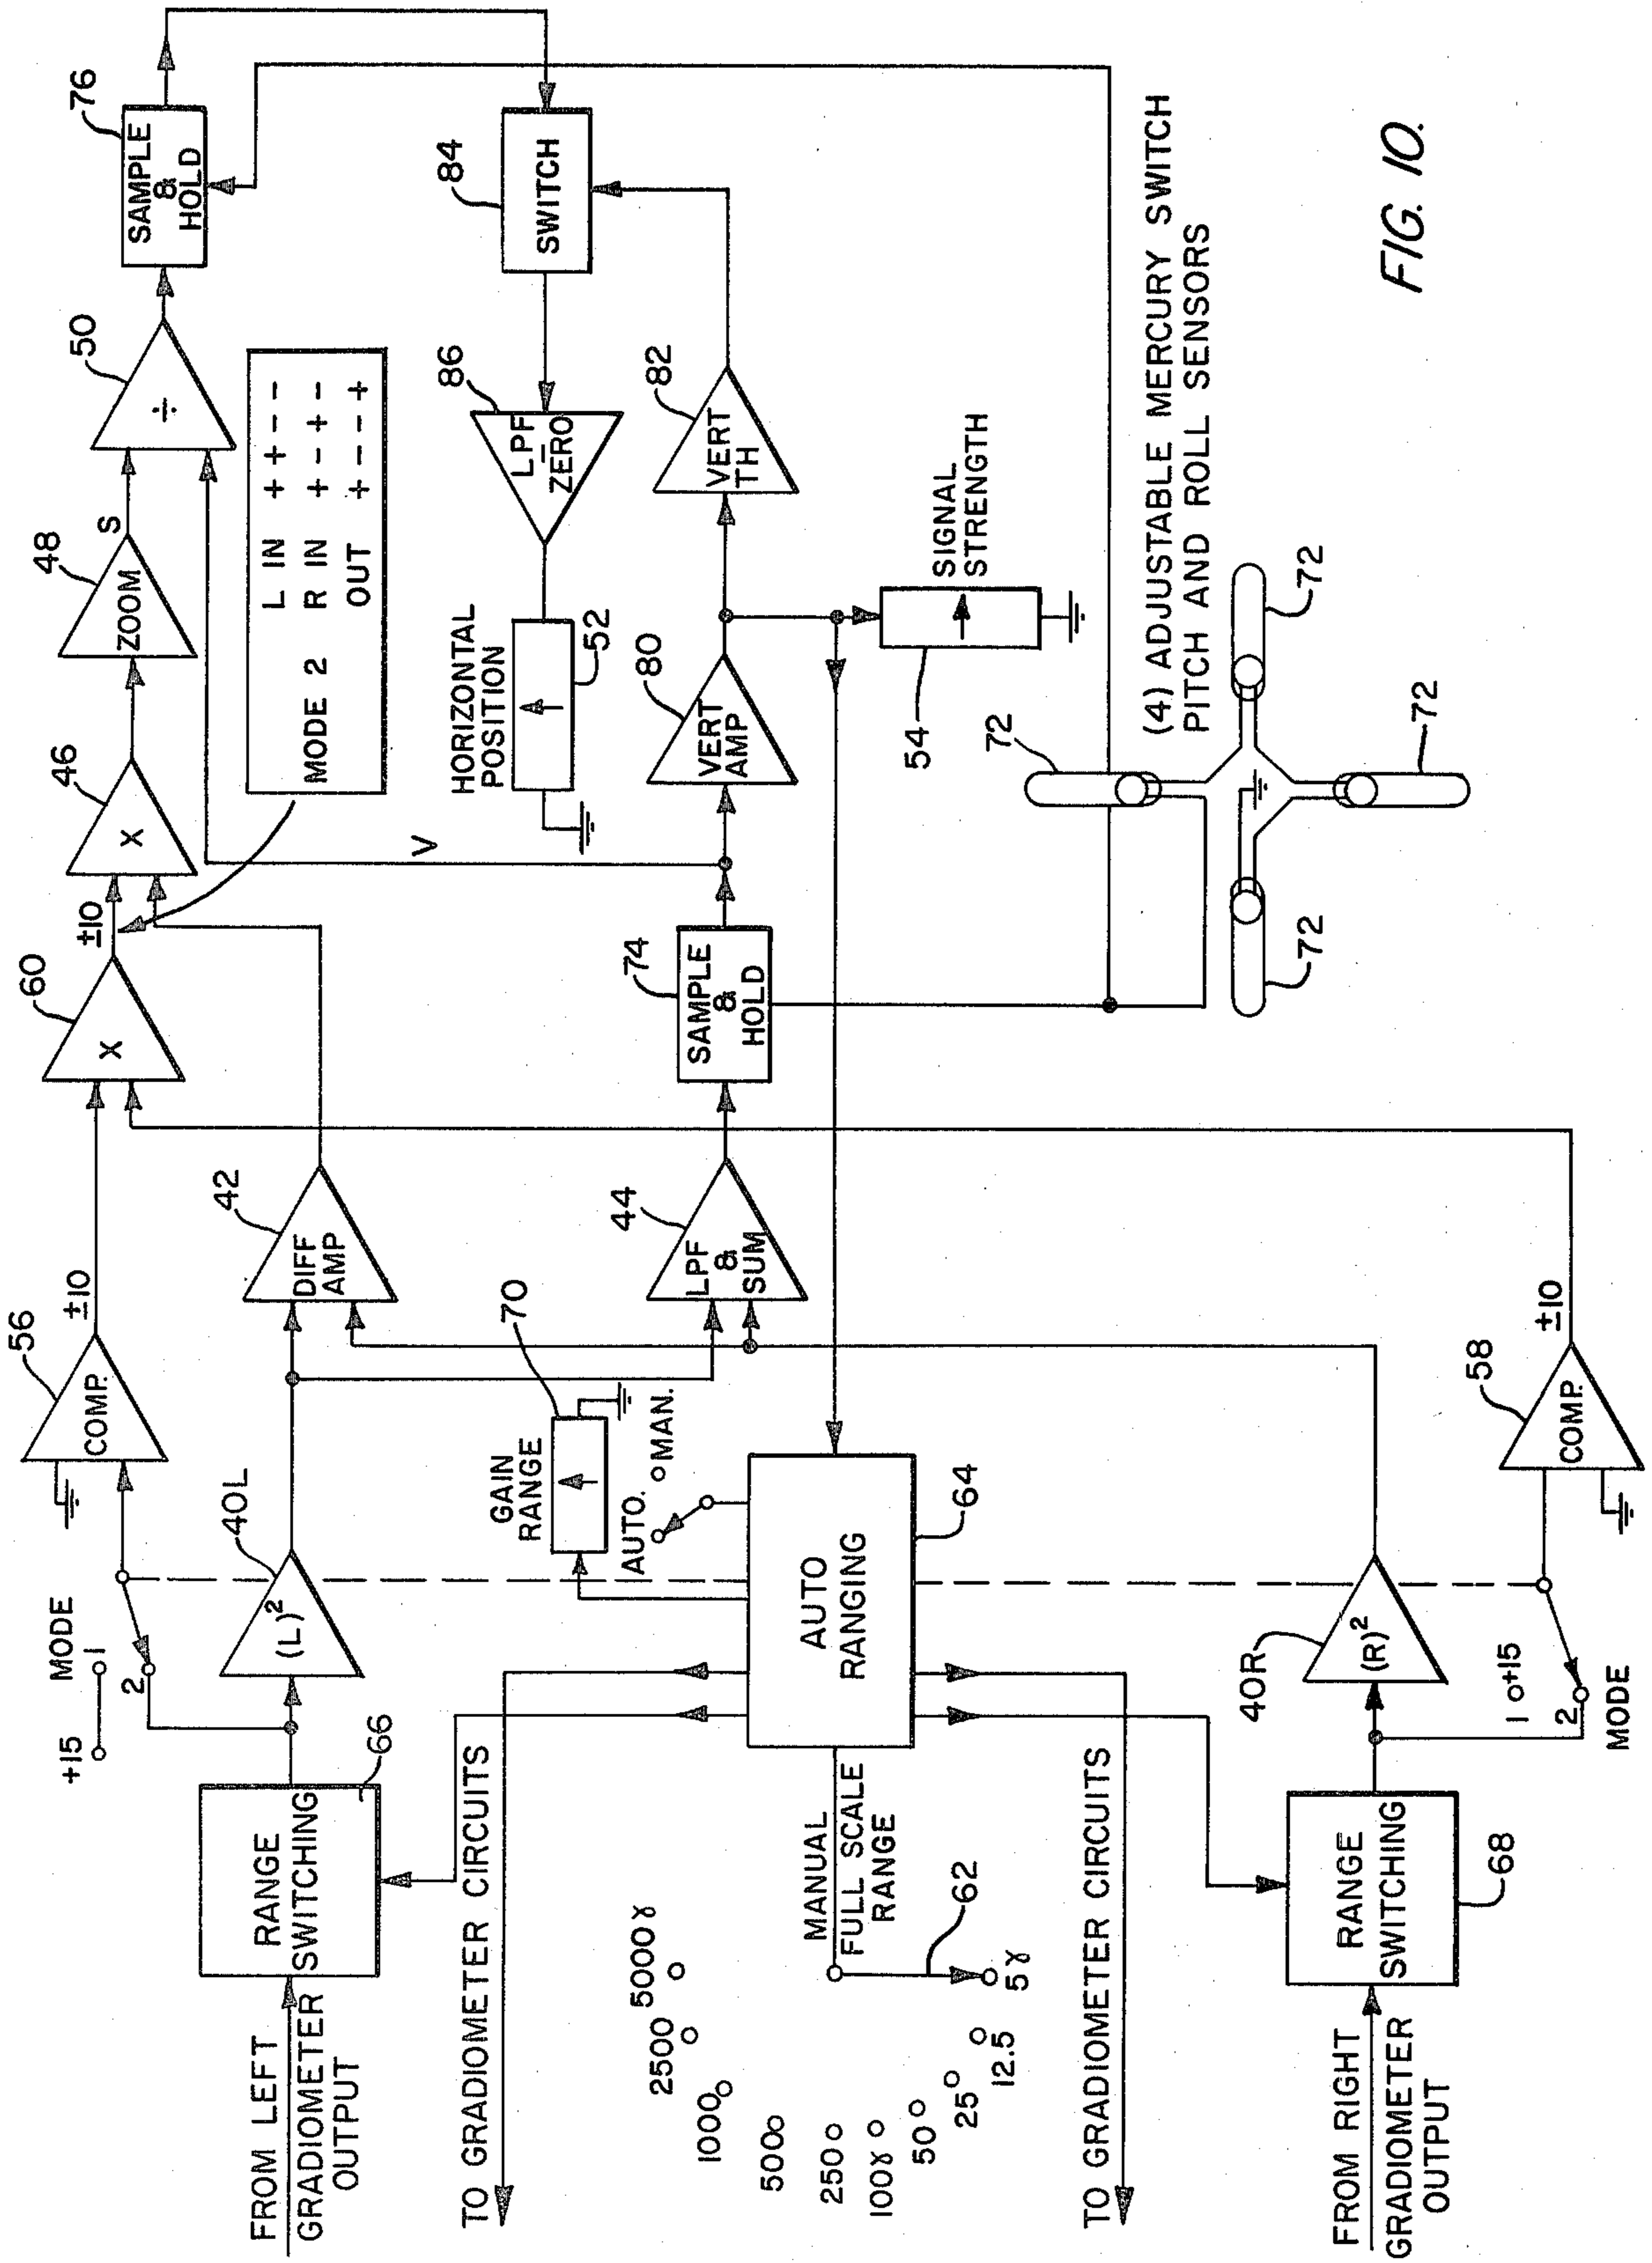 FROM LEFT
GRADIOMETER
OUTPUT
RANGE
SWITCHING
66
+15
MODE
1
2
(L)²
40L
COMP.
56
±10
DIFF
AMP
42
X
60
±10
X
46
ZOOM
48
S
÷
50
SAMPLE
&
HOLD
76
MODE 2
L IN + + - -
R IN + - + -
OUT + - - +
SWITCH
84
LPF
ZERO
86
HORIZONTAL
POSITION
52
V
VERT
AMP
80
VERT
TH
82
SIGNAL
STRENGTH
54
SAMPLE
&
HOLD
74
LPF
&
SUM
44
GAIN
RANGE
70
AUTO.
MAN.
AUTO
RANGING
64
TO GRADIOMETER CIRCUITS
MANUAL
FULL SCALE
RANGE
62
5000γ
2500
1000
500
250
100γ
50
25
12.5
5γ
TO GRADIOMETER CIRCUITS
FROM RIGHT
GRADIOMETER
OUTPUT
RANGE
SWITCHING
68
(R)²
40R
1
+15
2
MODE
COMP.
58
±10
72
72
72
72
(4) ADJUSTABLE MERCURY SWITCH
PITCH AND ROLL SENSORS
FIG. 10.